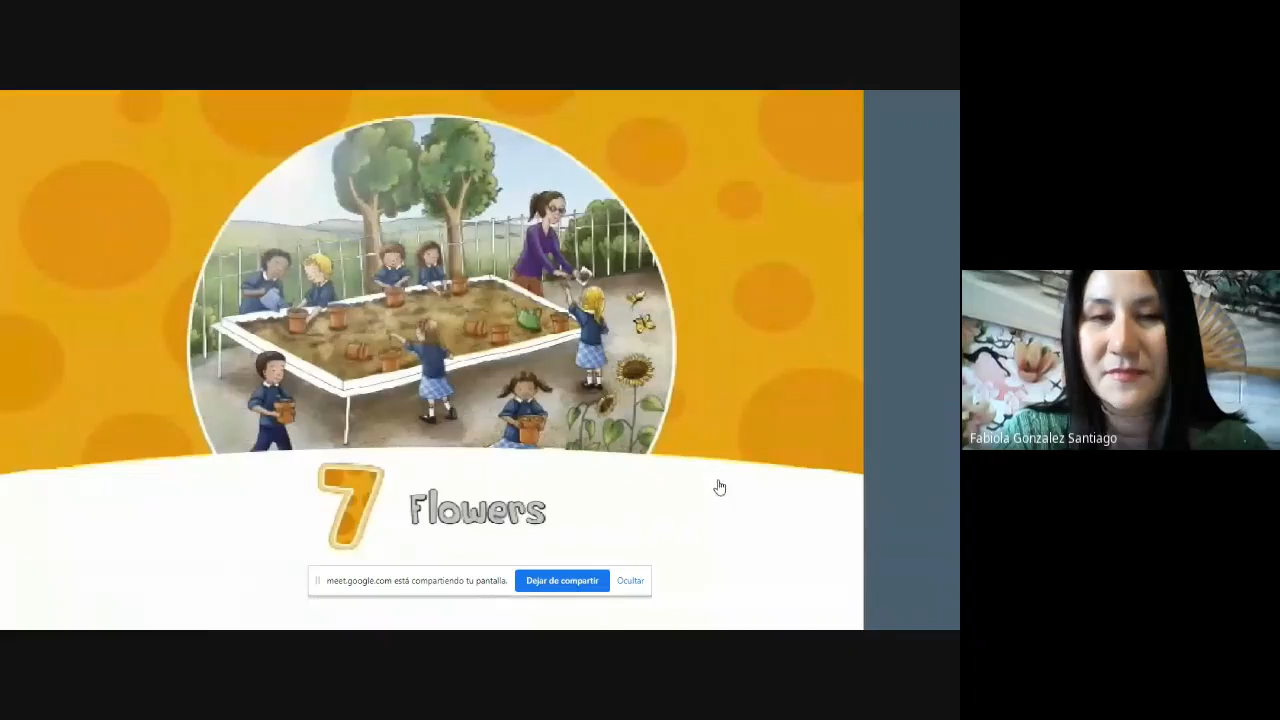 7 Flowers
meet.google.com está compartiendo tu pantalla.
Dejar de compartir
Ocultar
Fabiola Gonzalez Santiago